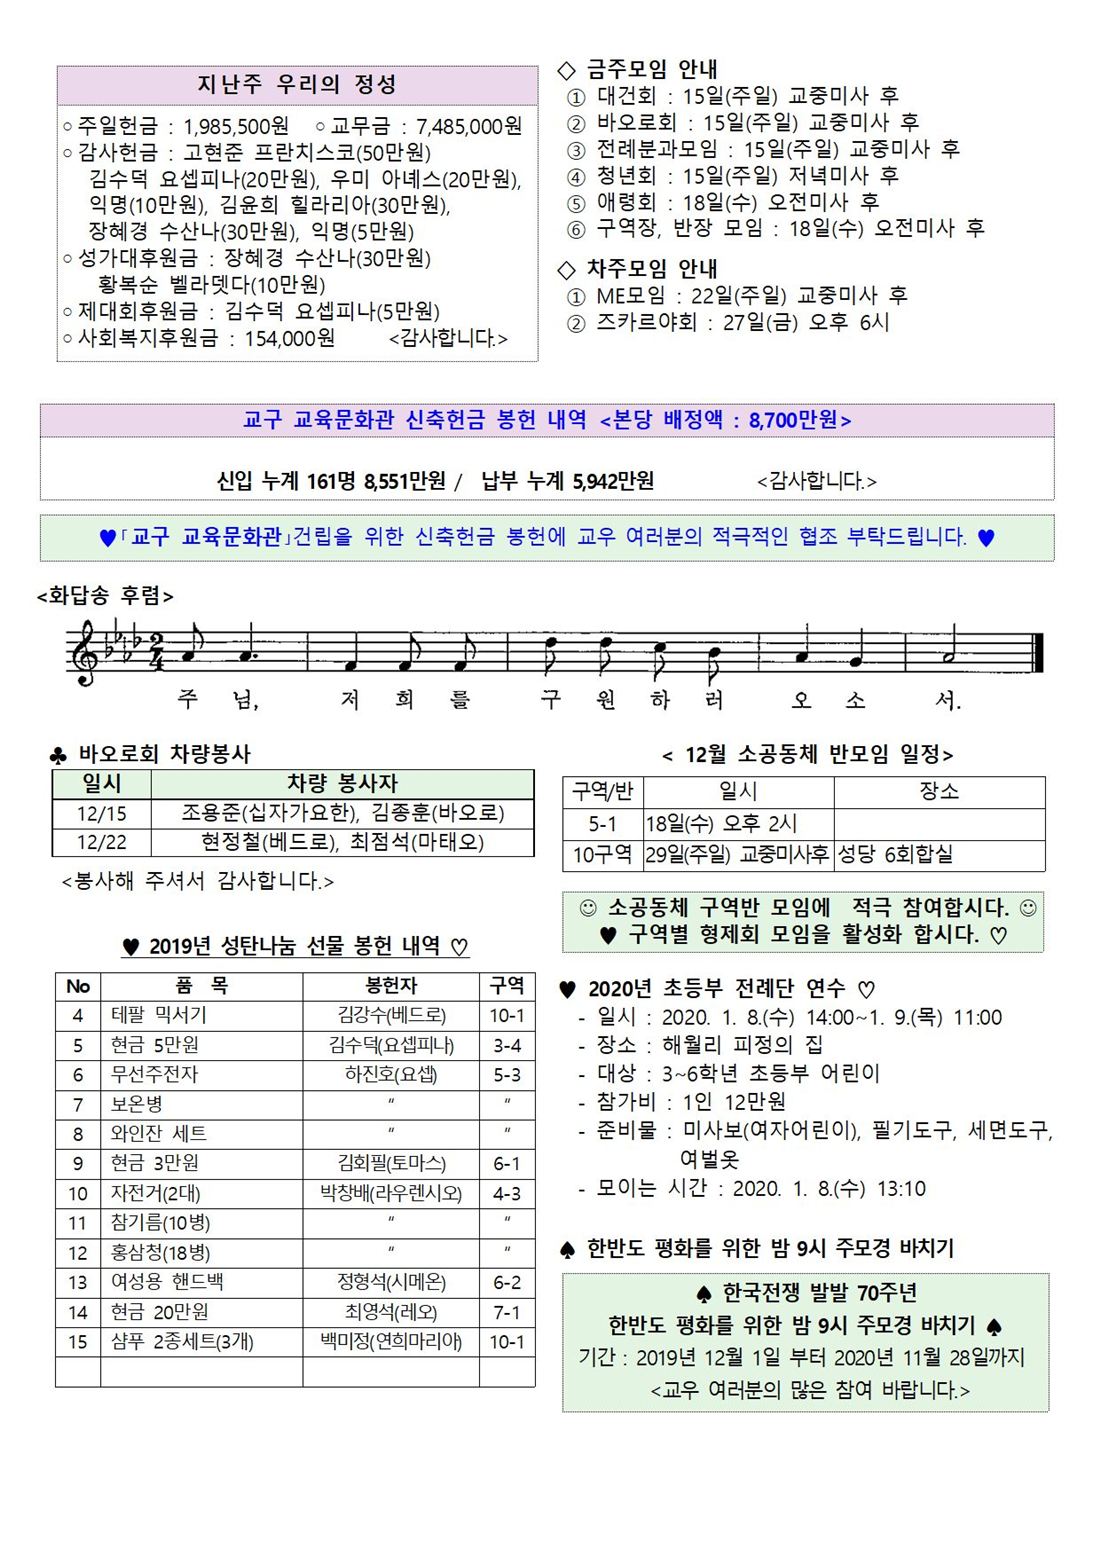 지난주 우리의 정성
○ 주일헌금 : 1,985,500원 ○ 교무금 : 7,485,000원
○ 감사헌금 : 고현준 프란치스코(50만원)
김수덕 요셉피나(20만원), 우미 아녜스(20만원),
익명(10만원), 김윤희 힐라리아(30만원),
장혜경 수산나(30만원), 익명(5만원)
○ 성가대후원금 : 장혜경 수산나(30만원)
황복순 벨라뎃다(10만원)
○ 제대회후원금 : 김수덕 요셉피나(5만원)
○ 사회복지후원금 : 154,000원 <감사합니다.>
◇ 금주모임 안내
① 대건회 : 15일(주일) 교중미사 후
② 바오로회 : 15일(주일) 교중미사 후
③ 전례분과모임 : 15일(주일) 교중미사 후
④ 청년회 : 15일(주일) 저녁미사 후
⑤ 애령회 : 18일(수) 오전미사 후
⑥ 구역장, 반장 모임 : 18일(수) 오전미사 후
◇ 차주모임 안내
① ME모임 : 22일(주일) 교중미사 후
② 즈카르야회 : 27일(금) 오후 6시
교구 교육문화관 신축헌금 봉헌 내역 <본당 배정액 : 8,700만원>
신입 누계 161명 8,551만원 / 납부 누계 5,942만원 <감사합니다.>
♥「교구 교육문화관」건립을 위한 신축헌금 봉헌에 교우 여러분의 적극적인 협조 부탁드립니다. ♥
<화답송 후렴>
2
4
주 님, 저 희 를 구 원 하 러 오 소 서.
♣ 바오로회 차량봉사
일시 차량 봉사자
12/15 조용준(십자가요한), 김종훈(바오로)
12/22 현정철(베드로), 최점석(마태오)
<봉사해 주셔서 감사합니다.>
♥ 2019년 성탄나눔 선물 봉헌 내역 ♡
No 품 목 봉헌자 구역
4 테팔 믹서기 김강수(베드로) 10-1
5 현금 5만원 김수덕(요셉피나) 3-4
6 무선주전자 하진호(요셉) 5-3
7 보온병 " "
8 와인잔 세트 " "
9 현금 3만원 김회필(토마스) 6-1
10 자전거(2대) 박창배(라우렌시오) 4-3
11 참기름(10병) " "
12 홍삼청(18병) " "
13 여성용 핸드백 정형석(시메온) 6-2
14 현금 20만원 최영석(레오) 7-1
15 샴푸 2종세트(3개) 백미정(연희마리아) 10-1
< 12월 소공동체 반모임 일정>
구역/반 일시 장소
5-1 18일(수) 오후 2시
10구역 29일(주일) 교중미사후 성당 6회합실
☺ 소공동체 구역반 모임에 적극 참여합시다. ☺
♥ 구역별 형제회 모임을 활성화 합시다. ♡
♥ 2020년 초등부 전례단 연수 ♡
- 일시 : 2020. 1. 8.(수) 14:00~1. 9.(목) 11:00
- 장소 : 해월리 피정의 집
- 대상 : 3~6학년 초등부 어린이
- 참가비 : 1인 12만원
- 준비물 : 미사보(여자어린이), 필기도구, 세면도구,
여벌옷
- 모이는 시간 : 2020. 1. 8.(수) 13:10
♠ 한반도 평화를 위한 밤 9시 주모경 바치기
♠ 한국전쟁 발발 70주년
한반도 평화를 위한 밤 9시 주모경 바치기 ♠
기간 : 2019년 12월 1일 부터 2020년 11월 28일까지
<교우 여러분의 많은 참여 바랍니다.>